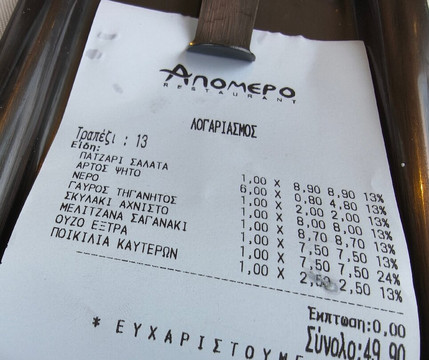 ΑΠΟΜΕΡΟ
RESTAURANT
ΛΟΓΑΡΙΑΣΜΟΣ
Τραπέζι : 13
Είδη:
ΠΑΤΖΑΡΙ ΣΑΛΑΤΑ 1,00 X 8,90 8,90 13%
ΑΡΤΟΣ ΨΗΤΟ 6,00 X 0,80 4,80 13%
ΝΕΡΟ 1,00 X 2,00 2,00 13%
ΓΑΥΡΟΣ ΤΗΓΑΝΗΤΟΣ 1,00 X 8,00 8,00 13%
ΣΚΥΛΑΚΙ ΑΧΝΙΣΤΟ 1,00 X 8,70 8,70 13%
ΜΕΛΙΤΖΑΝΑ ΣΑΓΑΝΑΚΙ 1,00 X 7,50 7,50 13%
ΟΥΖΟ ΕΞΤΡΑ 1,00 X 7,50 7,50 24%
ΠΟΙΚΙΛΙΑ ΚΑΥΤΕΡΩΝ 1,00 X 2,50 2,50 13%
Έκπτωση:0,00
Σύνολο:49,90
* ΕΥΧΑΡΙΣΤΟΥΜΕ